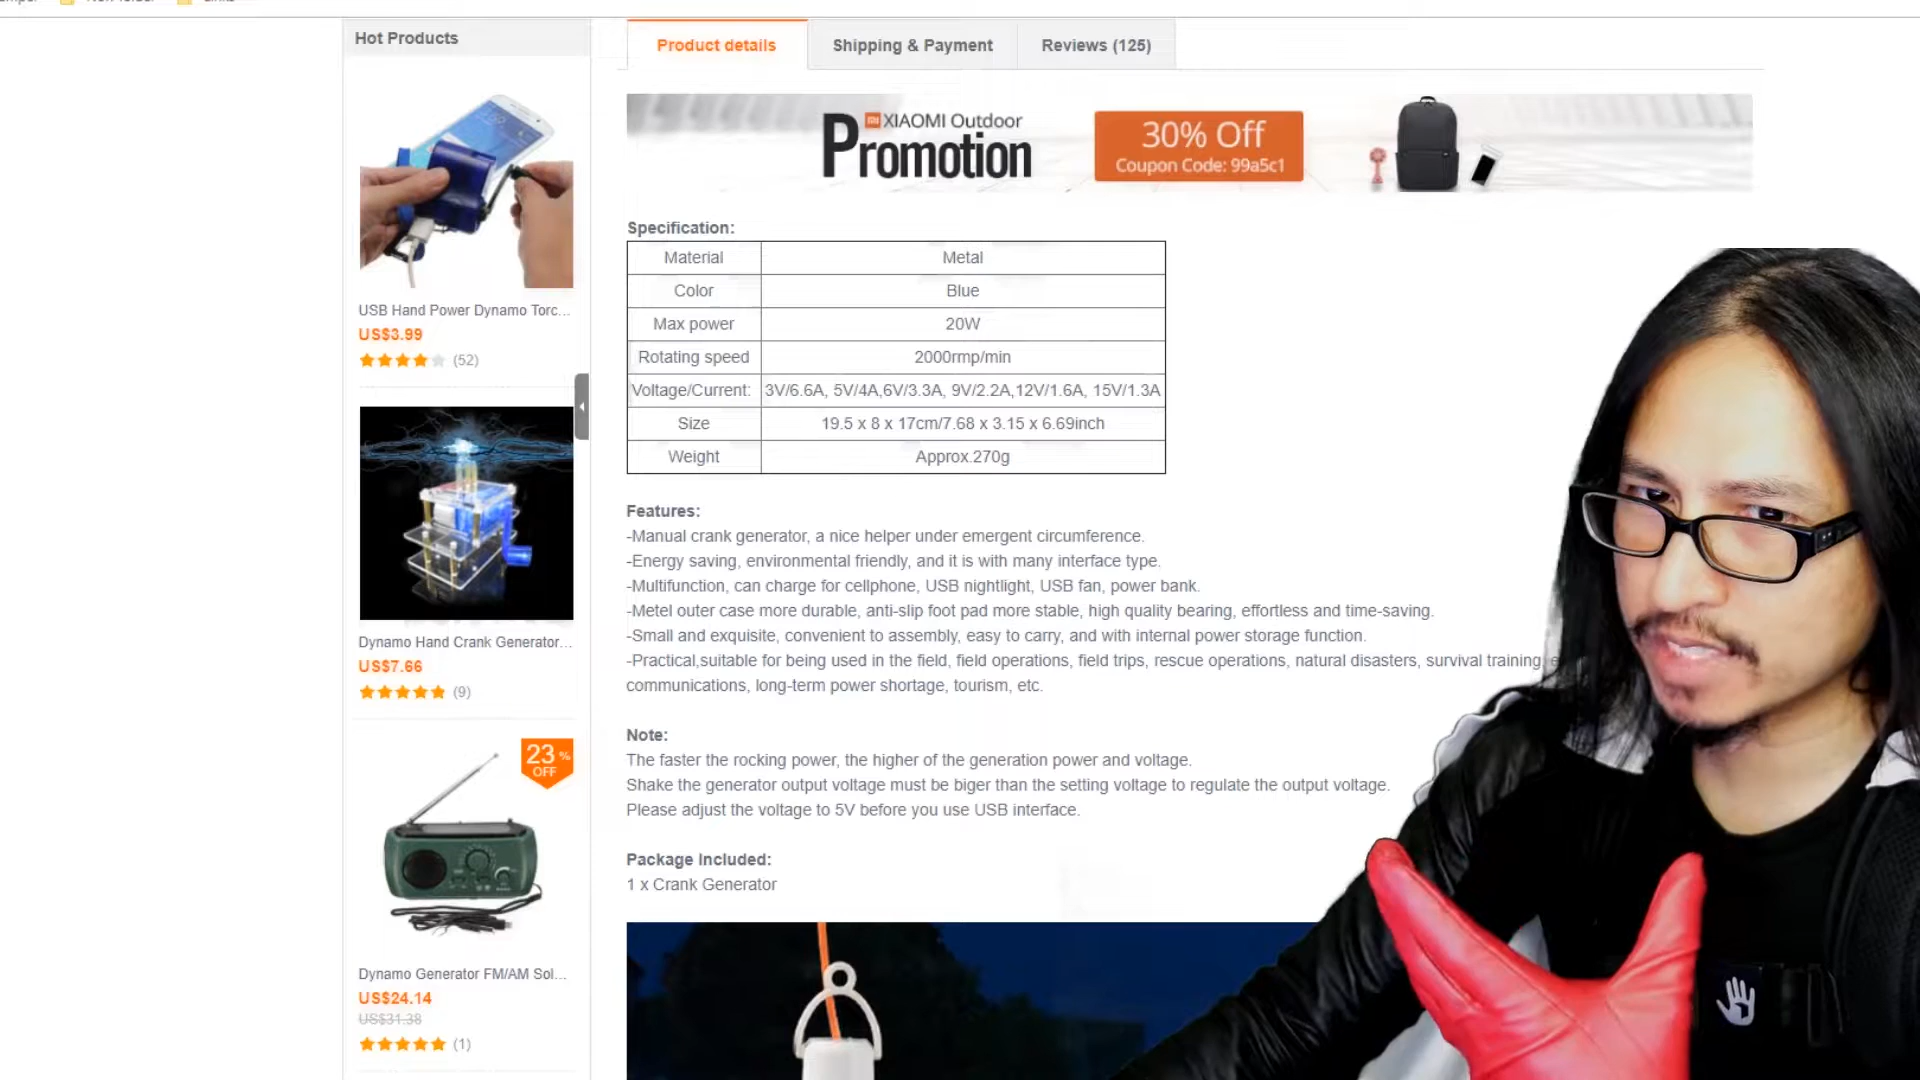 Hot Products
Product details
Shipping & Payment
Reviews (125)
XIAOMI Outdoor
Promotion
30% Off
Coupon Code: 99a5c1
USB Hand Power Dynamo Torc...
US$3.99
(52)
Dynamo Hand Crank Generator...
US$7.66
(9)
23% OFF
Dynamo Generator FM/AM Sol...
US$24.14
US$31.38
(1)
Specification:
Material Metal
Color Blue
Max power 20W
Rotating speed 2000rmp/min
Voltage/Current: 3V/6.6A, 5V/4A,6V/3.3A, 9V/2.2A,12V/1.6A, 15V/1.3A
Size 19.5 x 8 x 17cm/7.68 x 3.15 x 6.69inch
Weight Approx.270g
Features:
-Manual crank generator, a nice helper under emergent circumference.
-Energy saving, environmental friendly, and it is with many interface type.
-Multifunction, can charge for cellphone, USB nightlight, USB fan, power bank.
-Metel outer case more durable, anti-slip foot pad more stable, high quality bearing, effortless and time-saving.
-Small and exquisite, convenient to assembly, easy to carry, and with internal power storage function.
-Practical,suitable for being used in the field, field operations, field trips, rescue operations, natural disasters, survival training,
communications, long-term power shortage, tourism, etc.
Note:
The faster the rocking power, the higher of the generation power and voltage.
Shake the generator output voltage must be biger than the setting voltage to regulate the output voltage.
Please adjust the voltage to 5V before you use USB interface.
Package Included:
1 x Crank Generator